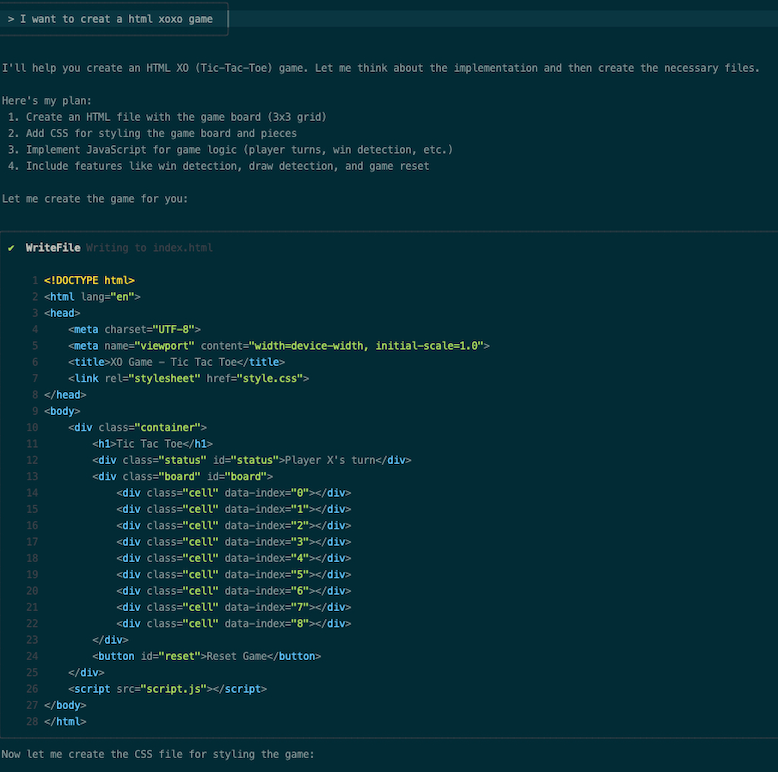 > I want to creat a html xoxo game
I'll help you create an HTML XO (Tic-Tac-Toe) game. Let me think about the implementation and then create the necessary files.
Here's my plan:
1. Create an HTML file with the game board (3x3 grid)
2. Add CSS for styling the game board and pieces
3. Implement JavaScript for game logic (player turns, win detection, etc.)
4. Include features like win detection, draw detection, and game reset
Let me create the game for you:
✔ WriteFile Writing to index.html
1 <!DOCTYPE html>
2 <html lang="en">
3 <head>
4     <meta charset="UTF-8">
5     <meta name="viewport" content="width=device-width, initial-scale=1.0">
6     <title>XO Game - Tic Tac Toe</title>
7     <link rel="stylesheet" href="style.css">
8 </head>
9 <body>
10     <div class="container">
11         <h1>Tic Tac Toe</h1>
12         <div class="status" id="status">Player X's turn</div>
13         <div class="board" id="board">
14             <div class="cell" data-index="0"></div>
15             <div class="cell" data-index="1"></div>
16             <div class="cell" data-index="2"></div>
17             <div class="cell" data-index="3"></div>
18             <div class="cell" data-index="4"></div>
19             <div class="cell" data-index="5"></div>
20             <div class="cell" data-index="6"></div>
21             <div class="cell" data-index="7"></div>
22             <div class="cell" data-index="8"></div>
23         </div>
24         <button id="reset">Reset Game</button>
25     </div>
26     <script src="script.js"></script>
27 </body>
28 </html>
Now let me create the CSS file for styling the game: